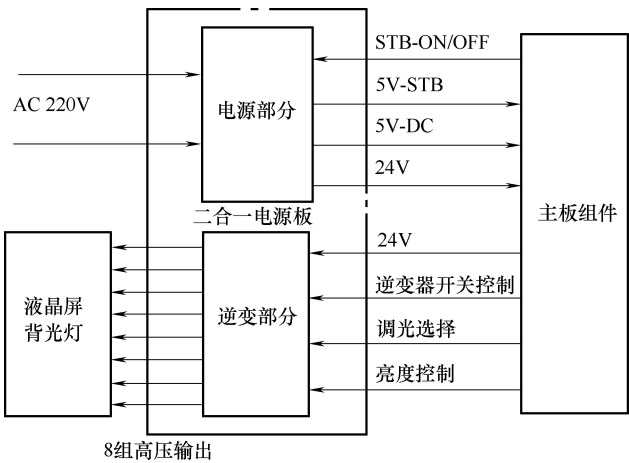 STB-ON/OFF
AC 220V
电源部分
5V-STB
5V-DC
24V
二合一电源板
主板组件
24V
液晶屏
背光灯
逆变部分
逆变器开关控制
调光选择
亮度控制
8组高压输出